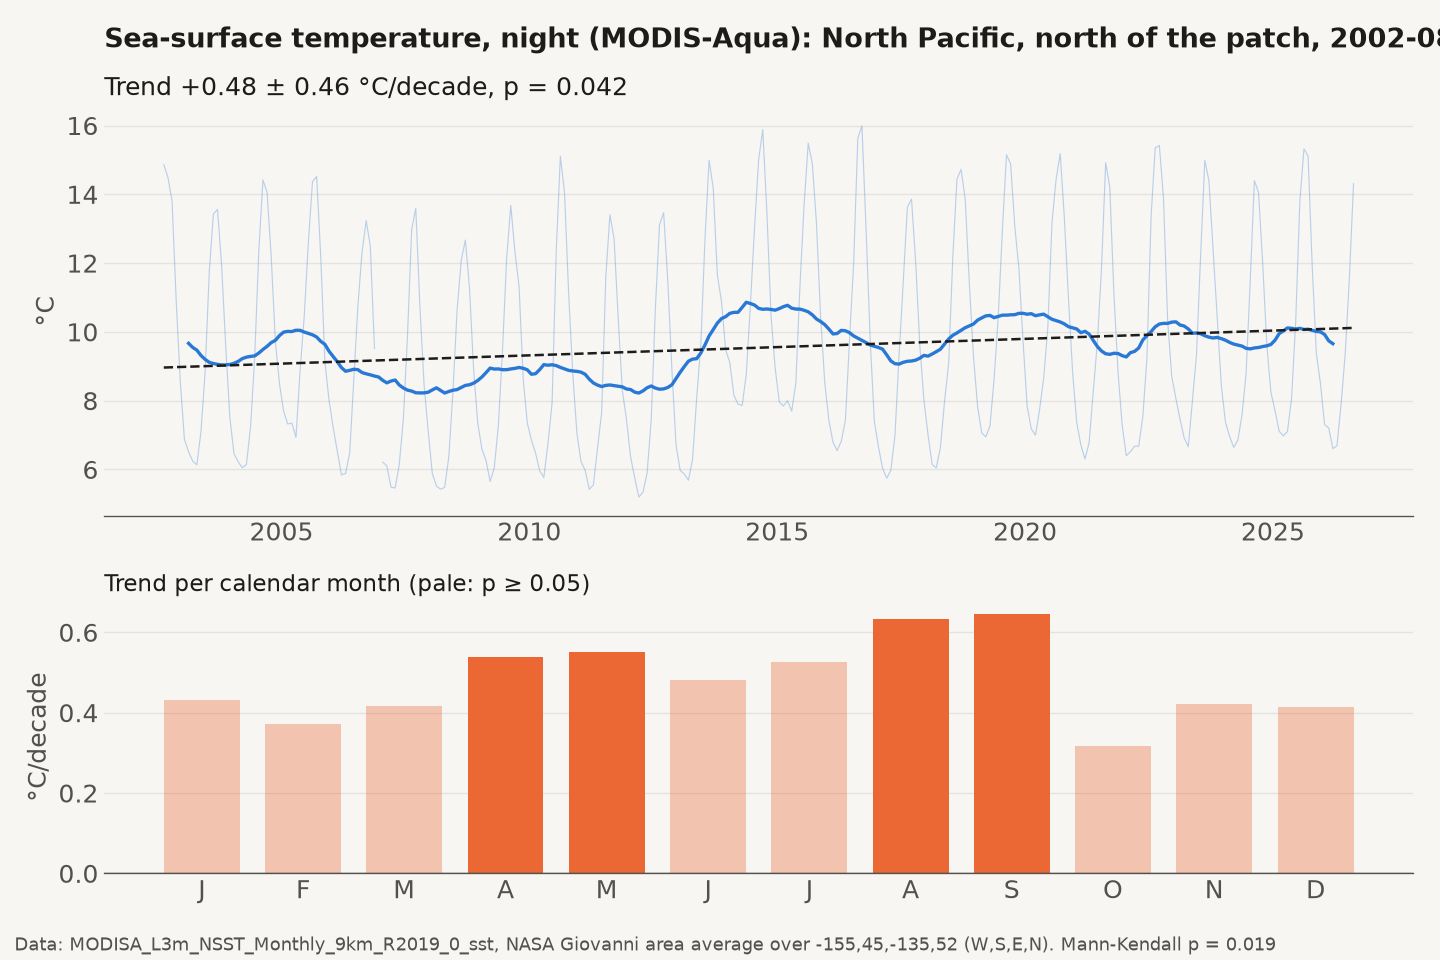 Sea-surface temperature, night (MODIS-Aqua): North Pacific, north of the patch, 2002-08
Trend +0.48 ± 0.46 °C/decade, p = 0.042
16
14
12
10
8
6
°C
2005 2010 2015 2020 2025
Trend per calendar month (pale: p ≥ 0.05)
0.6
0.4
0.2
0.0
°C/decade
J F M A M J J A S O N D
Data: MODISA_L3m_NSST_Monthly_9km_R2019_0_sst, NASA Giovanni area average over -155,45,-135,52 (W,S,E,N). Mann-Kendall p = 0.019